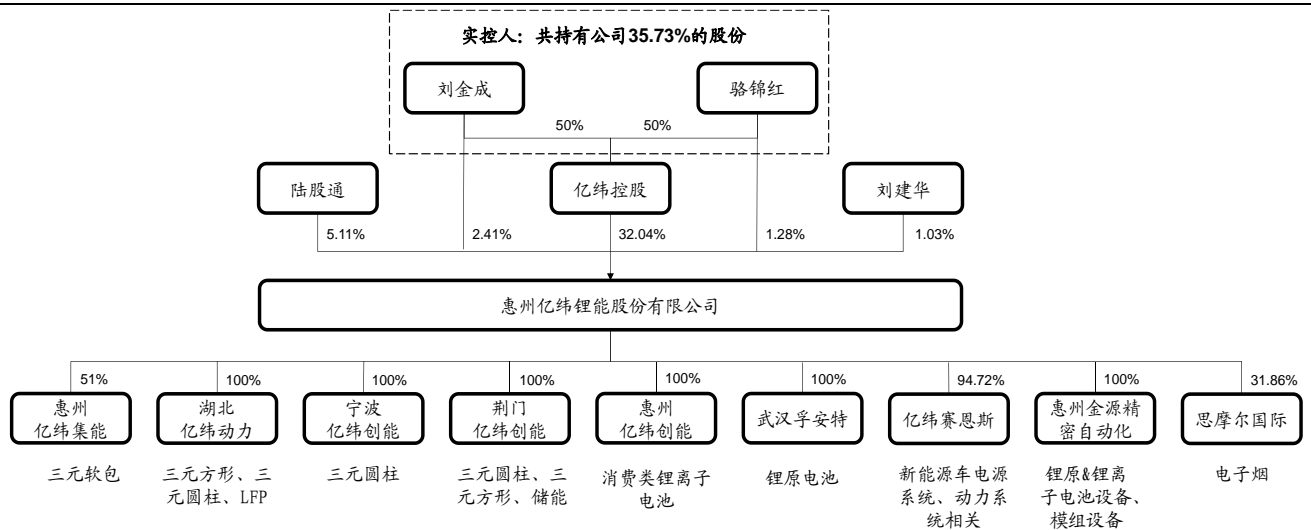 实控人：共持有公司35.73%的股份
刘金成
骆锦红
50%
50%
陆股通
亿纬控股
刘建华
5.11%
2.41%
32.04%
1.28%
1.03%
惠州亿纬锂能股份有限公司
51%
100%
100%
100%
100%
100%
94.72%
100%
31.86%
惠州
亿纬集能
湖北
亿纬动力
宁波
亿纬创能
荆门
亿纬创能
惠州
亿纬创能
武汉孚安特
亿纬赛恩斯
惠州金源精
密自动化
思摩尔国际
三元软包
三元方形、三
元圆柱、LFP
三元圆柱
三元圆柱、三
元方形、储能
消费类锂离子
电池
锂原电池
新能源车电源
系统、动力系
统相关
锂原&锂离
子电池设备、
模组设备
电子烟